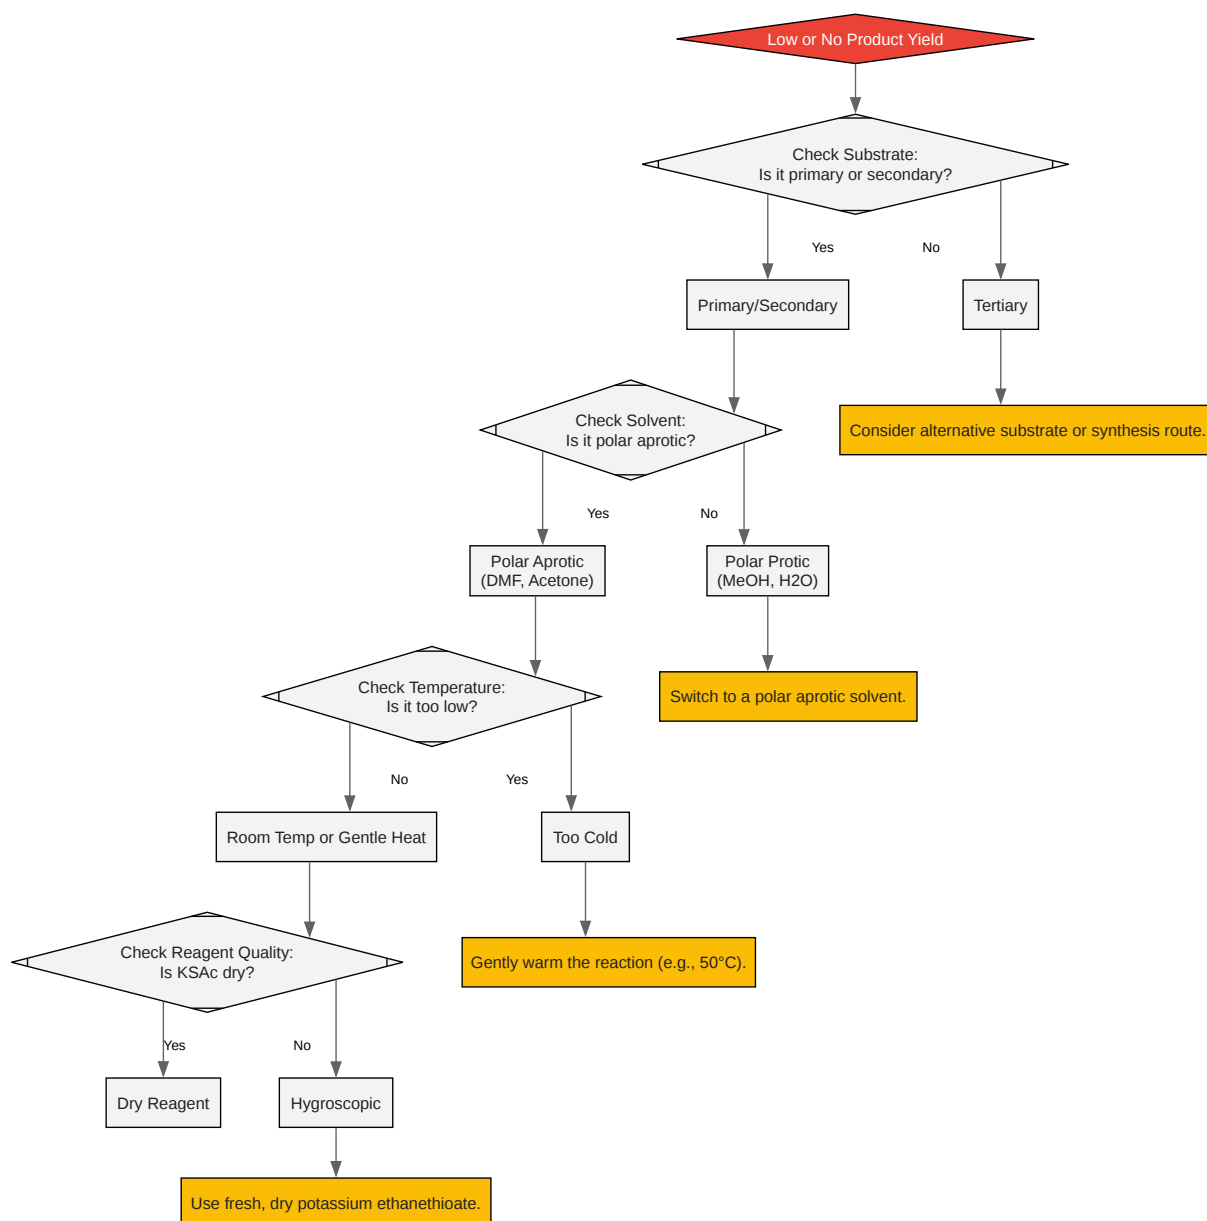 Low or No Product Yield
Check Substrate:
Is it primary or secondary?
Yes
No
Primary/Secondary
Tertiary
Check Solvent:
Is it polar aprotic?
Consider alternative substrate or synthesis route.
Yes
No
Polar Aprotic
(DMF, Acetone)
Polar Protic
(MeOH, H2O)
Check Temperature:
Is it too low?
Switch to a polar aprotic solvent.
No
Yes
Room Temp or Gentle Heat
Too Cold
Check Reagent Quality:
Is KSAc dry?
Gently warm the reaction (e.g., 50°C).
Yes
No
Dry Reagent
Hygroscopic
Use fresh, dry potassium ethanethioate.